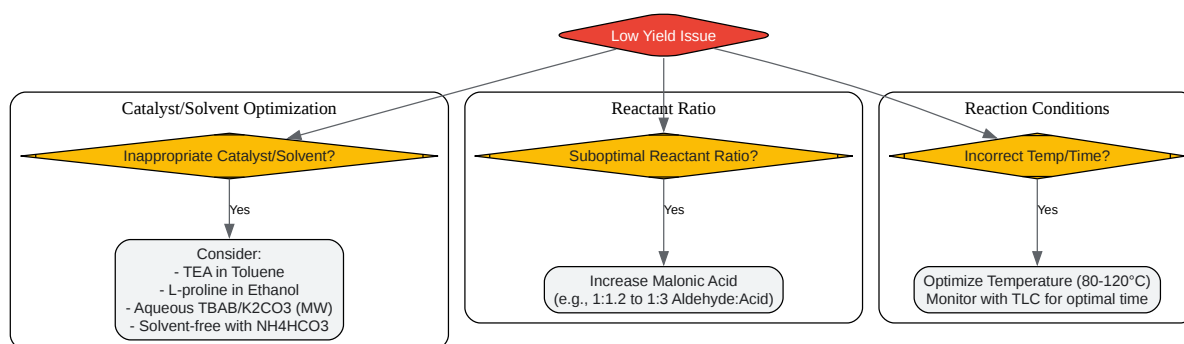 Low Yield Issue
Catalyst/Solvent Optimization
Inappropriate Catalyst/Solvent?
Yes
Consider:
- TEA in Toluene
- L-proline in Ethanol
- Aqueous TBAB/K2CO3 (MW)
- Solvent-free with NH4HCO3
Reactant Ratio
Suboptimal Reactant Ratio?
Yes
Increase Malonic Acid
(e.g., 1:1.2 to 1:3 Aldehyde:Acid)
Reaction Conditions
Incorrect Temp/Time?
Yes
Optimize Temperature (80-120°C)
Monitor with TLC for optimal time